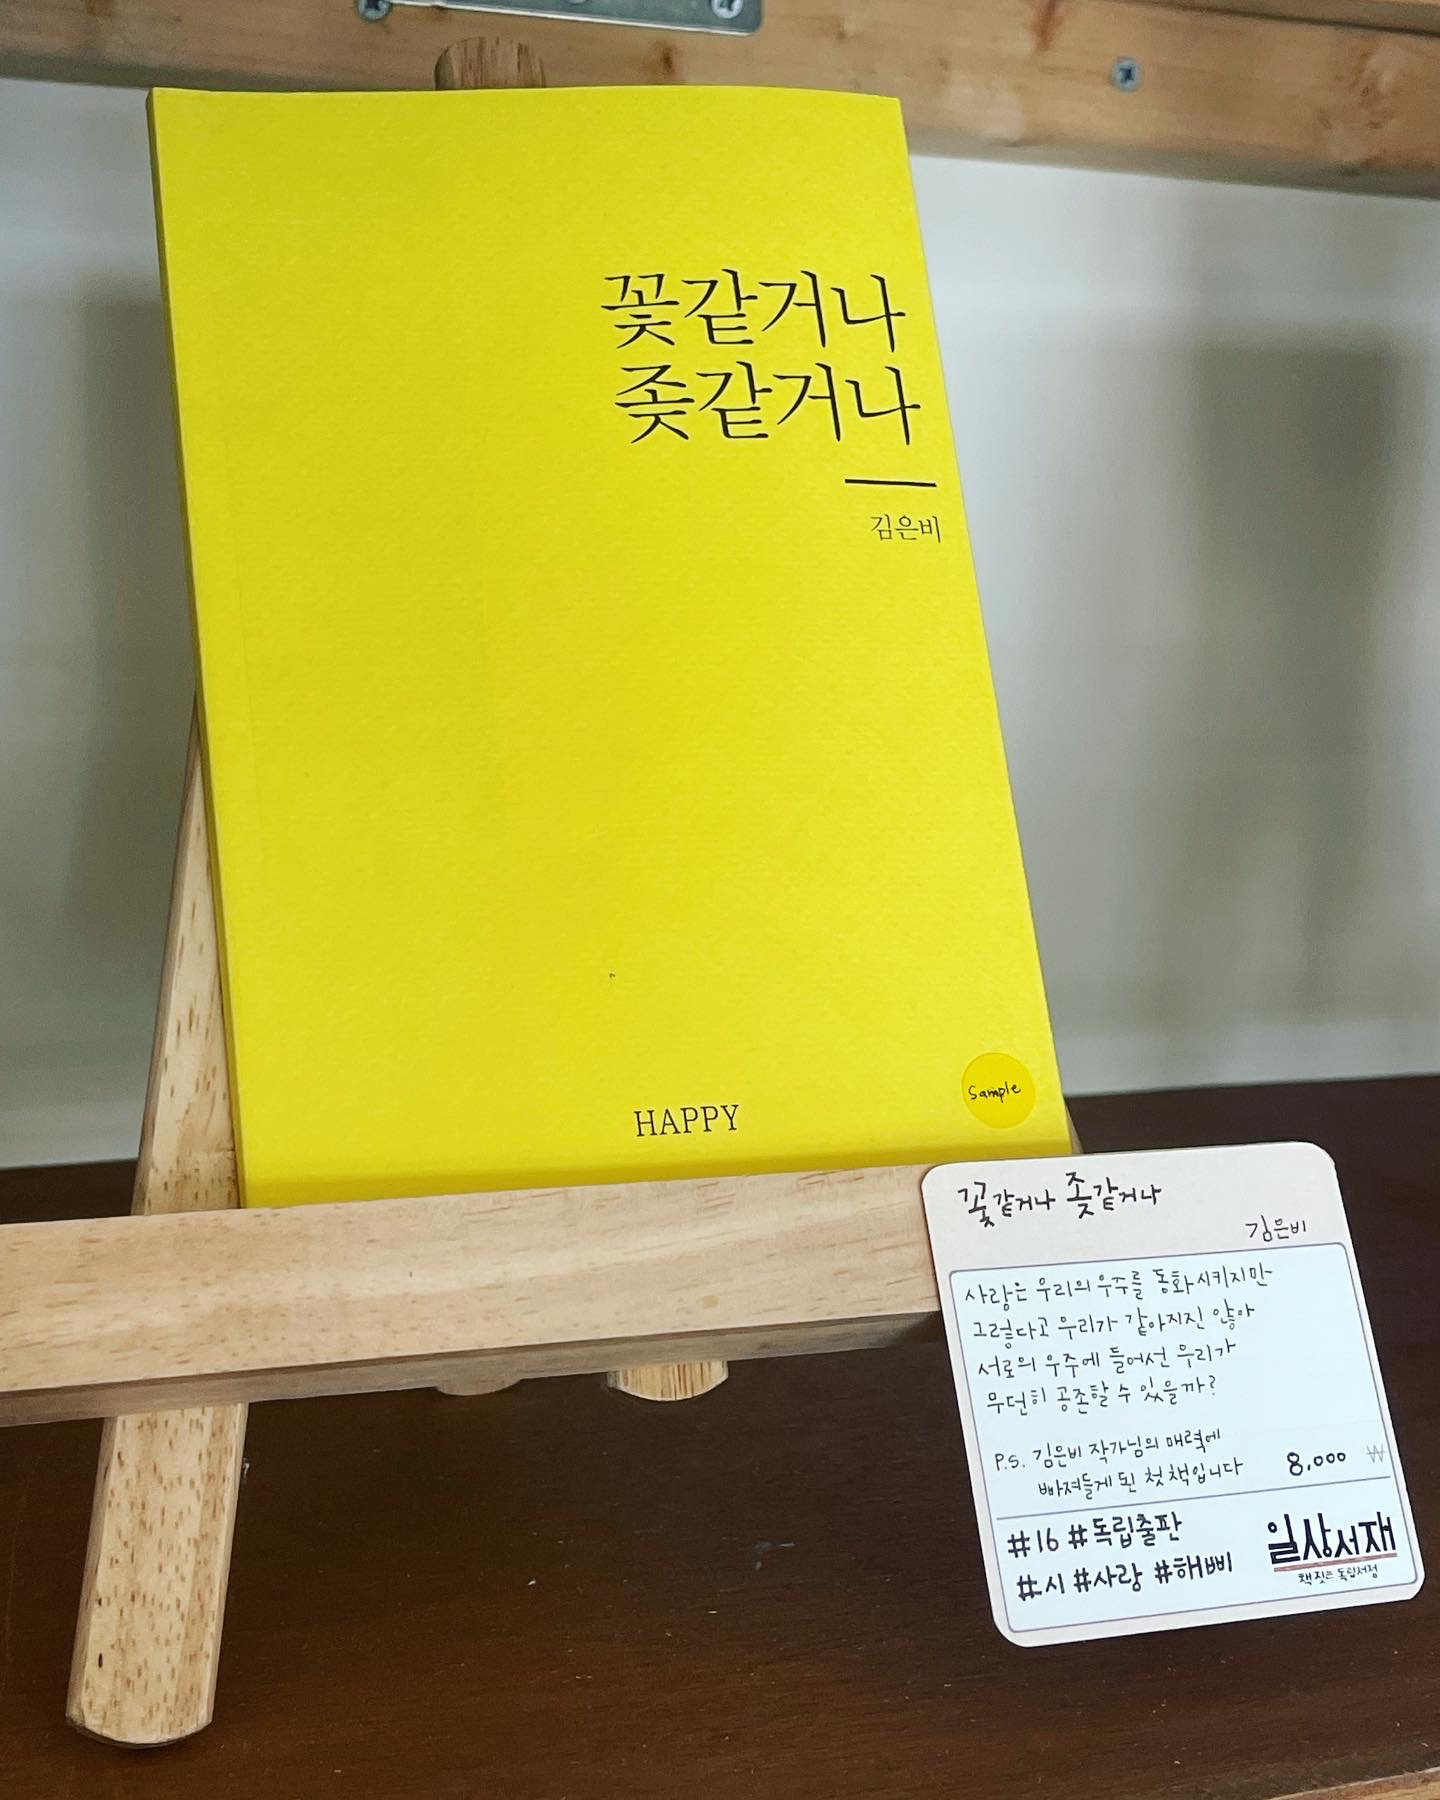 꽃같거나
좆같거나
김은비
HAPPY
Sample
꽃같거나 좆같거나
김은비
사랑은 우리의 우주를 동화시키지만
그렇다고 우리가 같아지진 않아
서로의 우주에 들어선 우리가
무던히 공존할 수 있을까?
P.S. 김은비 작가님의 매력에
빠져들게 된 첫 책입니다
8,000 ₩
#16 #독립출판
#시 #사랑 #해삐
일상서재
책 짓는 독립서점